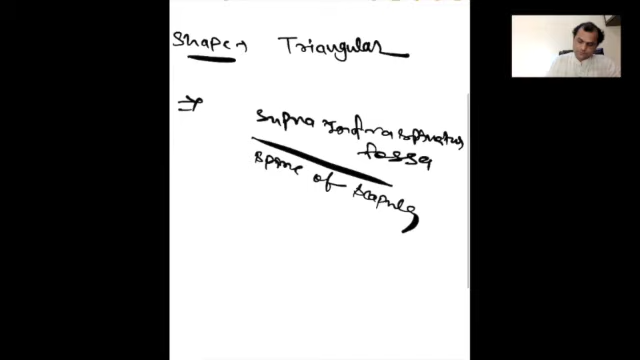 Shape → Triangular
⇒
supra & infra spinatus
fossa
spine of scapula